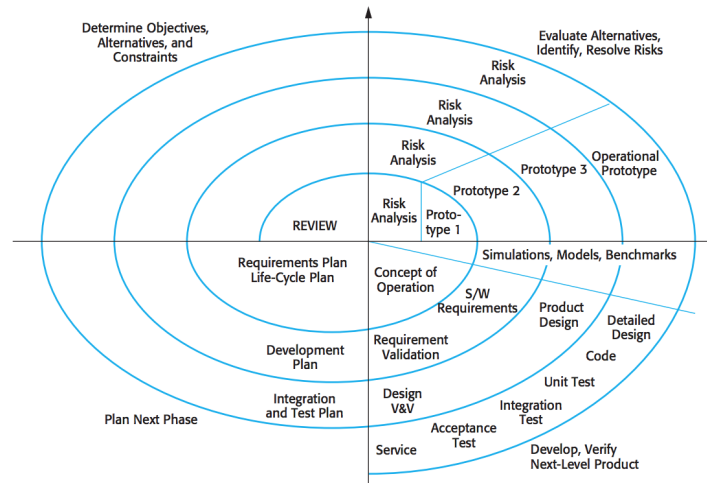 Determine Objectives,
Alternatives, and
Constraints
Evaluate Alternatives,
Identify, Resolve Risks
Risk
Analysis
Risk
Analysis
Risk
Analysis
Risk
Analysis
Proto-
type 1
Prototype 2
Prototype 3
Operational
Prototype
REVIEW
Requirements Plan
Life-Cycle Plan
Simulations, Models, Benchmarks
Concept of
Operation
S/W
Requirements
Product
Design
Detailed
Design
Development
Plan
Requirement
Validation
Code
Unit Test
Integration
and Test Plan
Design
V&V
Integration
Test
Plan Next Phase
Acceptance
Test
Service
Develop, Verify
Next-Level Product